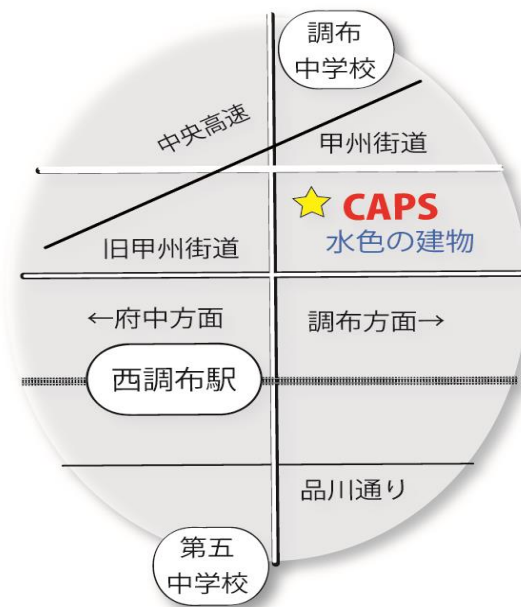 調布
中学校
中央高速
甲州街道
CAPS
水色の建物
旧甲州街道
←府中方面
調布方面→
西調布駅
品川通り
第五
中学校